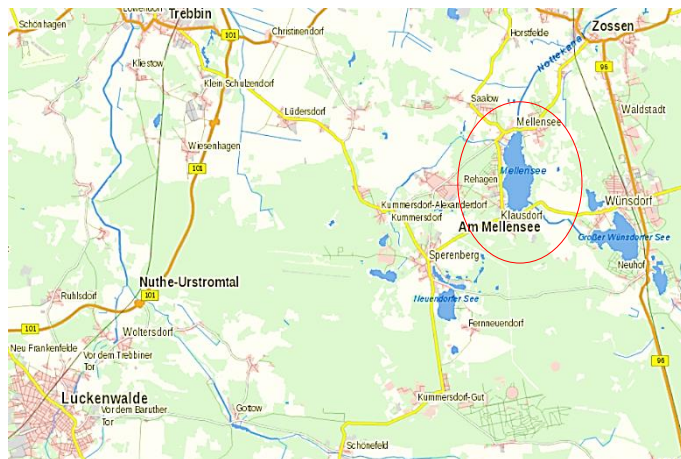 Löwendorf
Trebbin
Schönhagen
101
Christinendorf
Horstfelde
Zossen
Kliestow
Nottekanal
96
Klein Schulzendorf
Saalow
Lüdersdorf
Waldstadt
Mellensee
Wiesenhagen
101
Mellensee
Rehagen
Kummersdorf-Alexanderdorf
Kummersdorf
Klausdorf
Wünsdorf
Am Mellensee
Großer Wünsdorfer See
Sperenberg
Neuhof
Nuthe-Urstromtal
Ruhlsdorf
101
Neuendorfer See
101
Woltersdorf
Fernneuendorf
Neu Frankenfelde
Vor dem Trebbiner
Tor
96
Luckenwalde
Kummersdorf-Gut
Vor dem Baruther
Tor
Gottow
Schönefeld